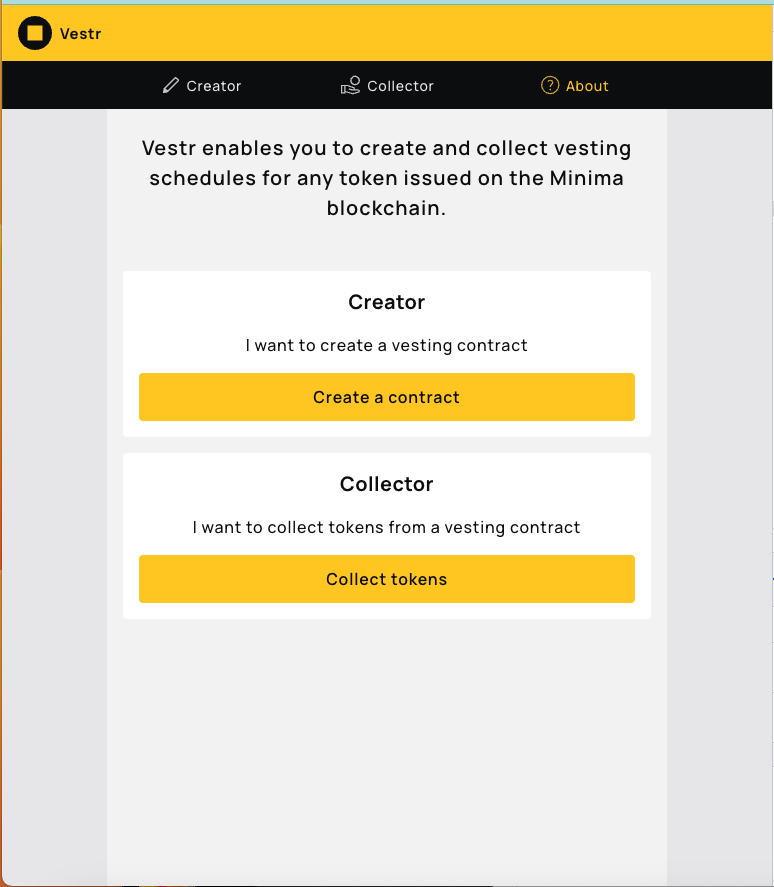 Vestr
Creator
Collector
About
Vestr enables you to create and collect vesting
schedules for any token issued on the Minima
blockchain.
Creator
I want to create a vesting contract
Create a contract
Collector
I want to collect tokens from a vesting contract
Collect tokens